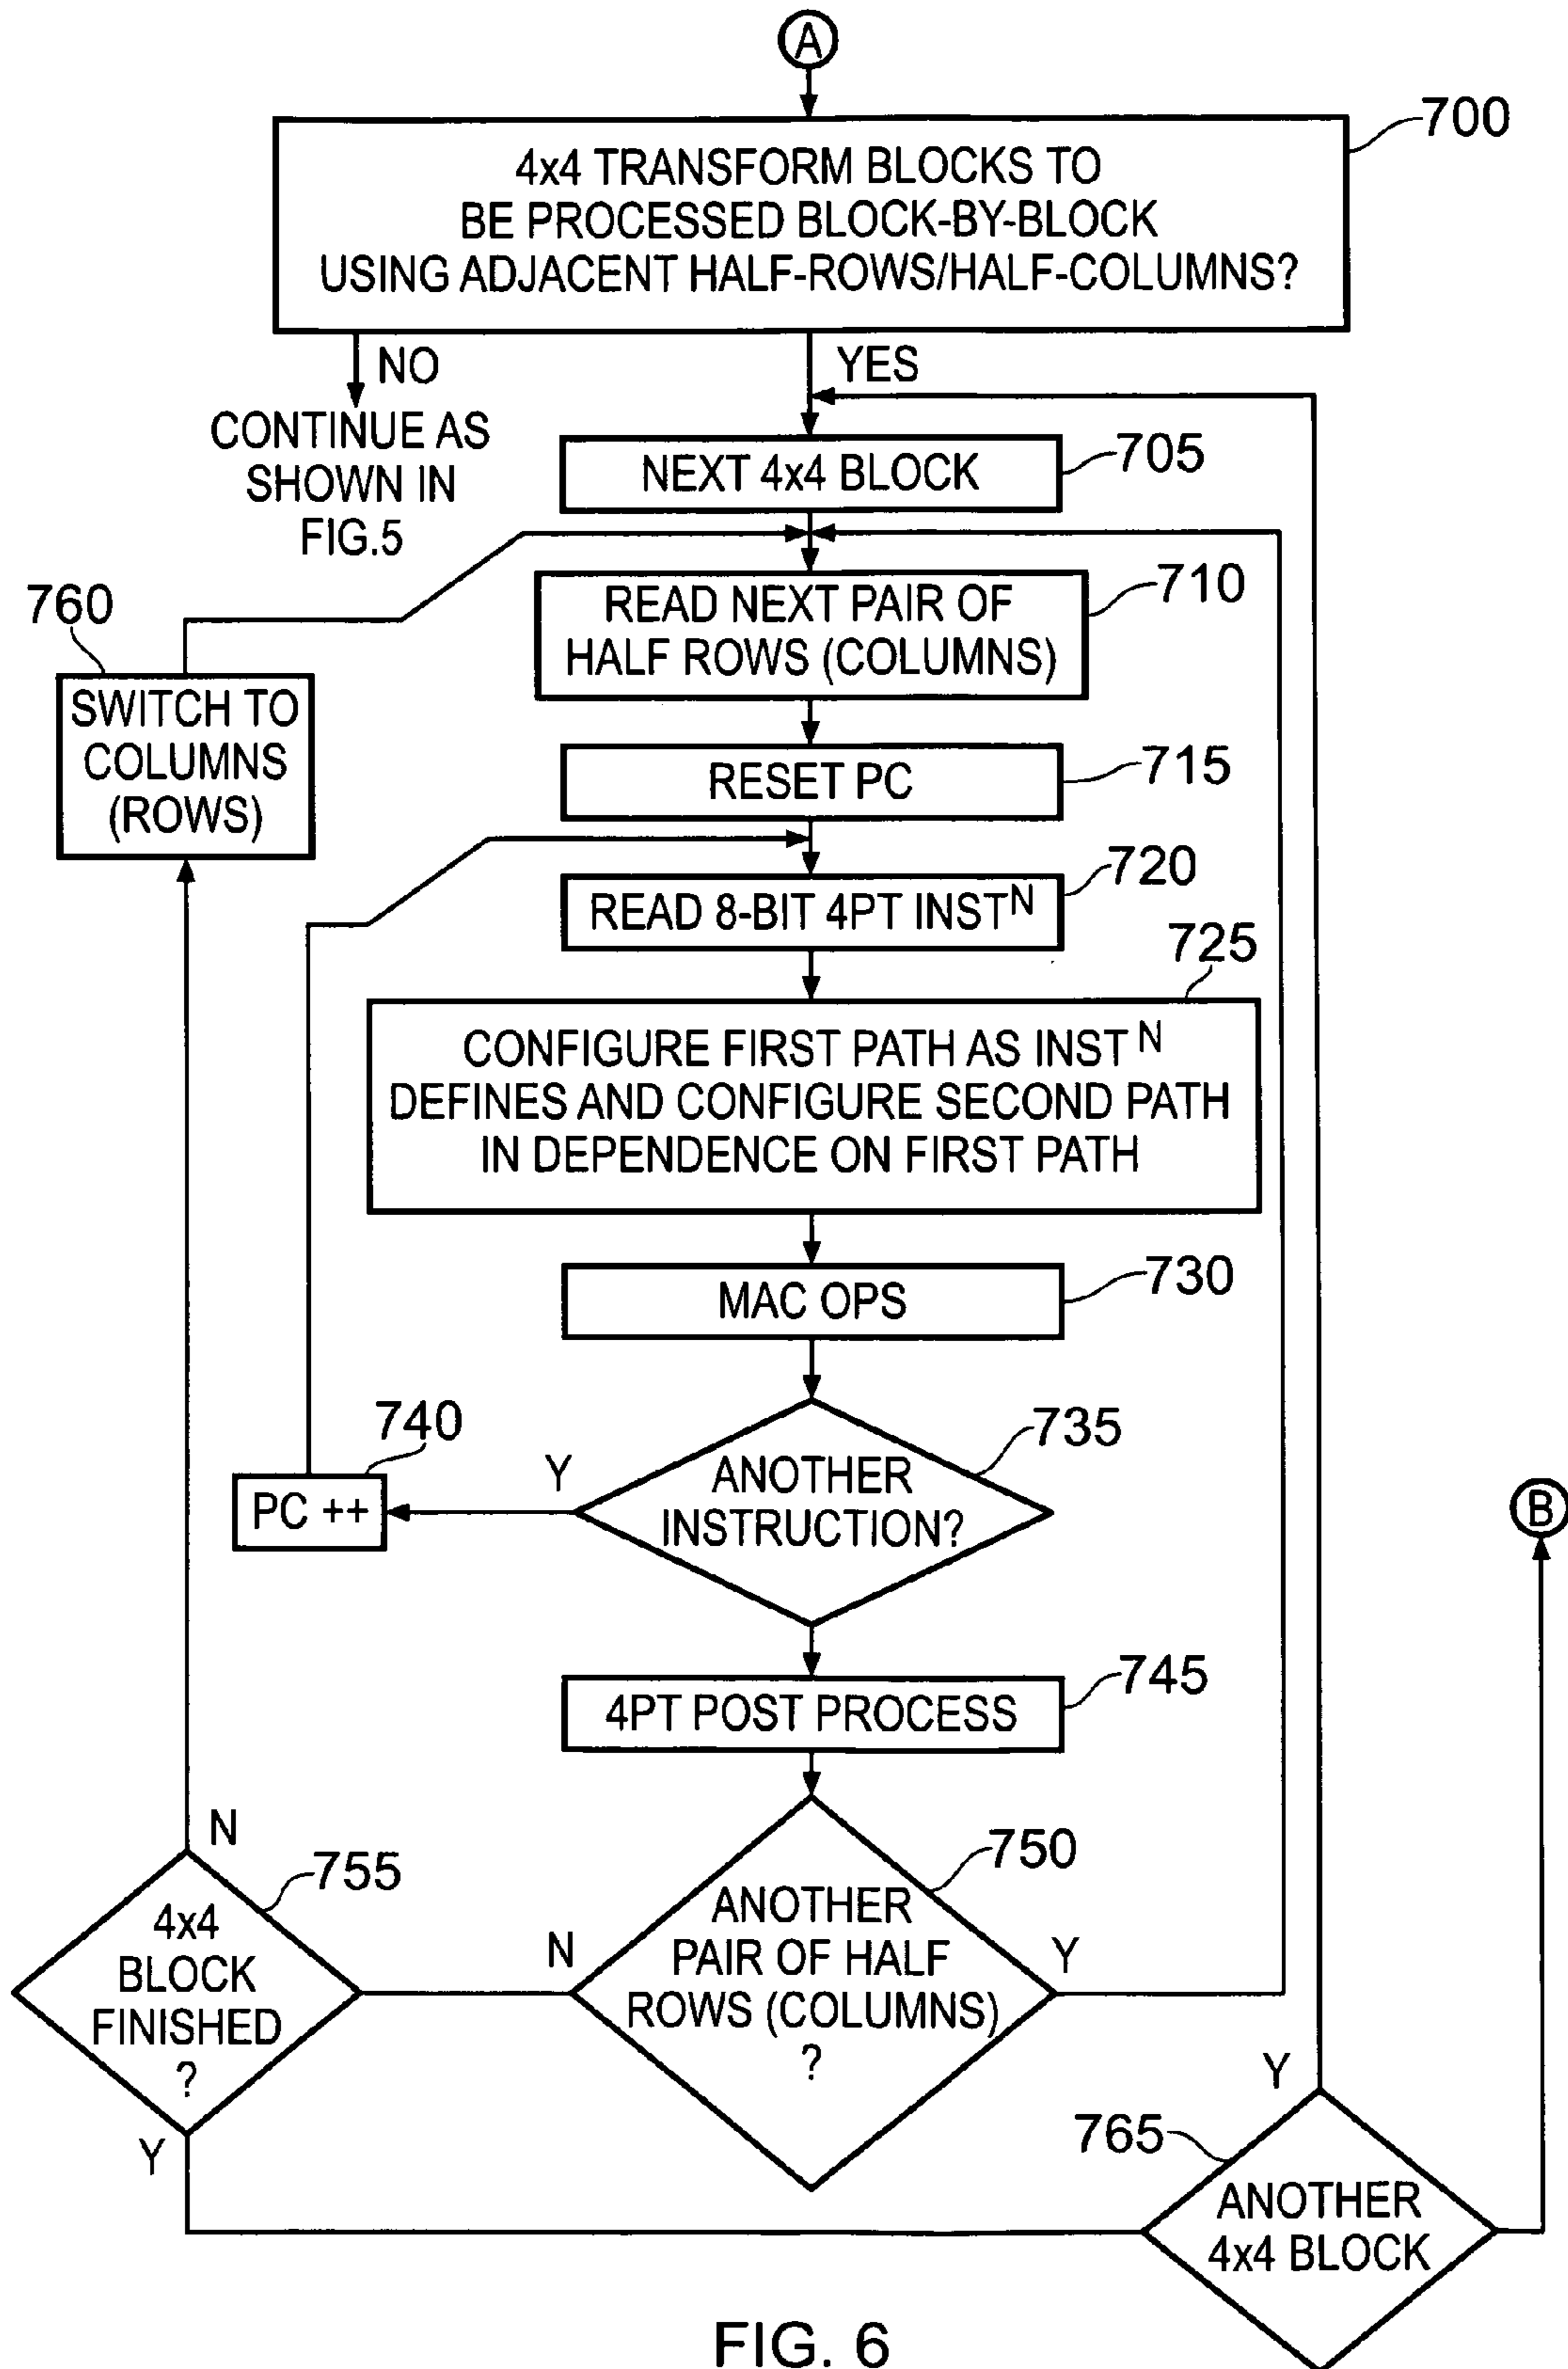 A
700
4x4 TRANSFORM BLOCKS TO
BE PROCESSED BLOCK-BY-BLOCK
USING ADJACENT HALF-ROWS/HALF-COLUMNS?
NO
YES
CONTINUE AS
SHOWN IN
FIG.5
705
NEXT 4x4 BLOCK
710
READ NEXT PAIR OF
HALF ROWS (COLUMNS)
760
SWITCH TO
COLUMNS
(ROWS)
715
RESET PC
720
READ 8-BIT 4PT INST^N
725
CONFIGURE FIRST PATH AS INST^N
DEFINES AND CONFIGURE SECOND PATH
IN DEPENDENCE ON FIRST PATH
730
MAC OPS
735
ANOTHER
INSTRUCTION?
Y
740
PC ++
B
745
4PT POST PROCESS
750
ANOTHER
PAIR OF HALF
ROWS (COLUMNS)
?
N
Y
N
755
4x4
BLOCK
FINISHED
?
Y
Y
765
ANOTHER
4x4 BLOCK
FIG. 6